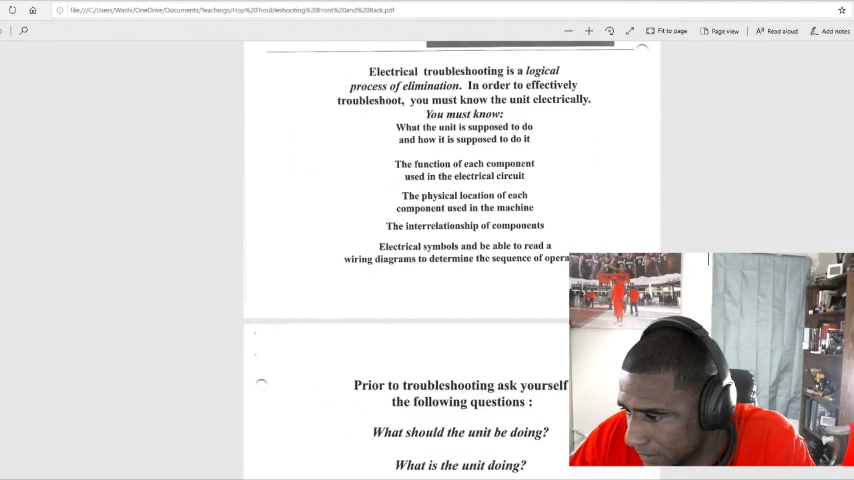 file:///C:/Users/Washi/OneDrive/Documents/Teachings/Hop%20Troubleshooting%20Front%20and%20Back.pdf
Fit to page
Page view
Read aloud
Add notes
Electrical troubleshooting is a logical
process of elimination. In order to effectively
troubleshoot, you must know the unit electrically.
You must know:
What the unit is supposed to do
and how it is supposed to do it
The function of each component
used in the electrical circuit
The physical location of each
component used in the machine
The interrelationship of components
Electrical symbols and be able to read a
wiring diagrams to determine the sequence of opera
Prior to troubleshooting ask yourself
the following questions :
What should the unit be doing?
What is the unit doing?